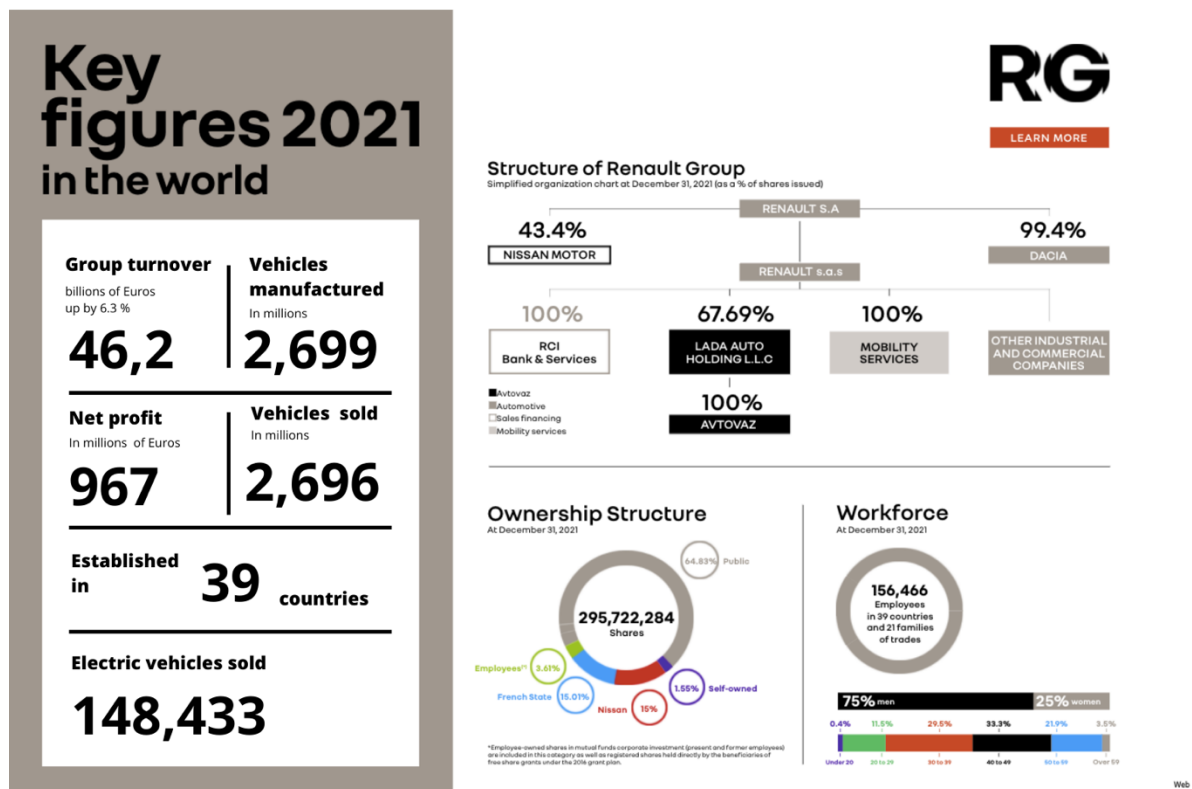 Key
figures 2021
in the world
Group turnover
billions of Euros
up by 6.3 %
46,2
Vehicles
manufactured
In millions
2,699
Net profit
In millions of Euros
967
Vehicles sold
In millions
2,696
Established
in
39
countries
Electric vehicles sold
148,433
RG
LEARN MORE
Structure of Renault Group
Simplified organization chart at December 31, 2021 (as a % of shares issued)
RENAULT S.A
43.4%
NISSAN MOTOR
99.4%
DACIA
RENAULT s.a.s
100%
RCI
Bank & Services
67.69%
LADA AUTO
HOLDING L.L.C
100%
MOBILITY
SERVICES
OTHER INDUSTRIAL
AND COMMERCIAL
COMPANIES
100%
AVTOVAZ
Avtovaz
Automotive
Sales financing
Mobility services
Ownership Structure
At December 31, 2021
64.83% Public
295,722,284
Shares
Employees(*)
3.61%
French State 15.01%
Nissan 15%
1.55% Self-owned
*Employee-owned shares in mutual funds corporate investment (present and former employees)
are included in this category as well as registered shares held directly by the beneficiaries of
free share grants under the 2016 grant plan.
Workforce
At December 31, 2021
156,466
Employees
in 39 countries
and 21 families
of trades
75% men 25% women
0.4% 11.5% 29.5% 33.3% 21.9% 3.5%
Under 20 20 to 29 30 to 39 40 to 49 50 to 59 Over 59
Web